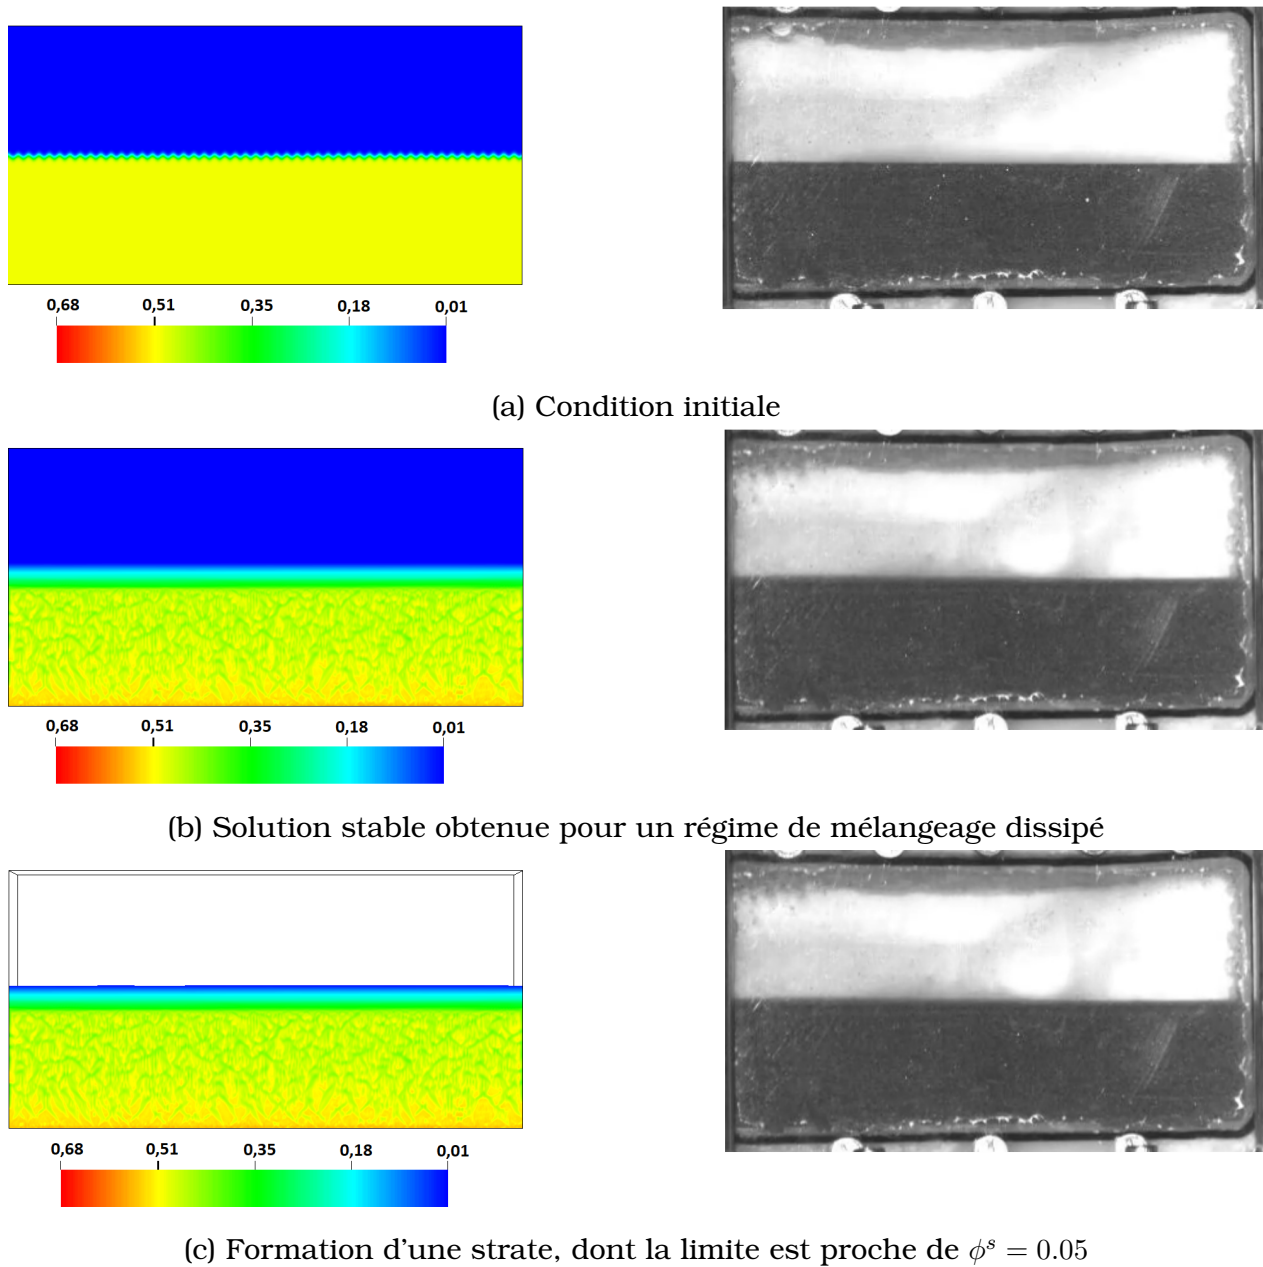 0,68 0,51 0,35 0,18 0,01
(a) Condition initiale
0,68 0,51 0,35 0,18 0,01
(b) Solution stable obtenue pour un régime de mélangeage dissipé
0,68 0,51 0,35 0,18 0,01
(c) Formation d'une strate, dont la limite est proche de $\phi^s = 0.05$